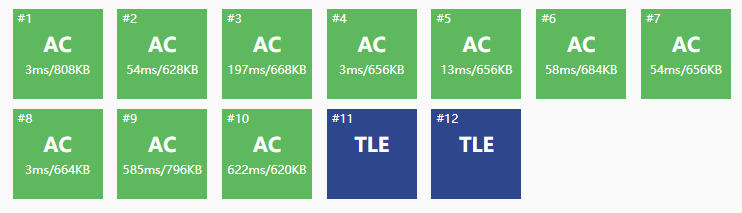 #1 #2 #3 #4 #5 #6 #7
AC AC AC AC AC AC AC
3ms/808KB 54ms/628KB 197ms/668KB 3ms/656KB 13ms/656KB 58ms/684KB 54ms/656KB
#8 #9 #10 #11 #12
AC AC AC TLE TLE
3ms/664KB 585ms/796KB 622ms/620KB